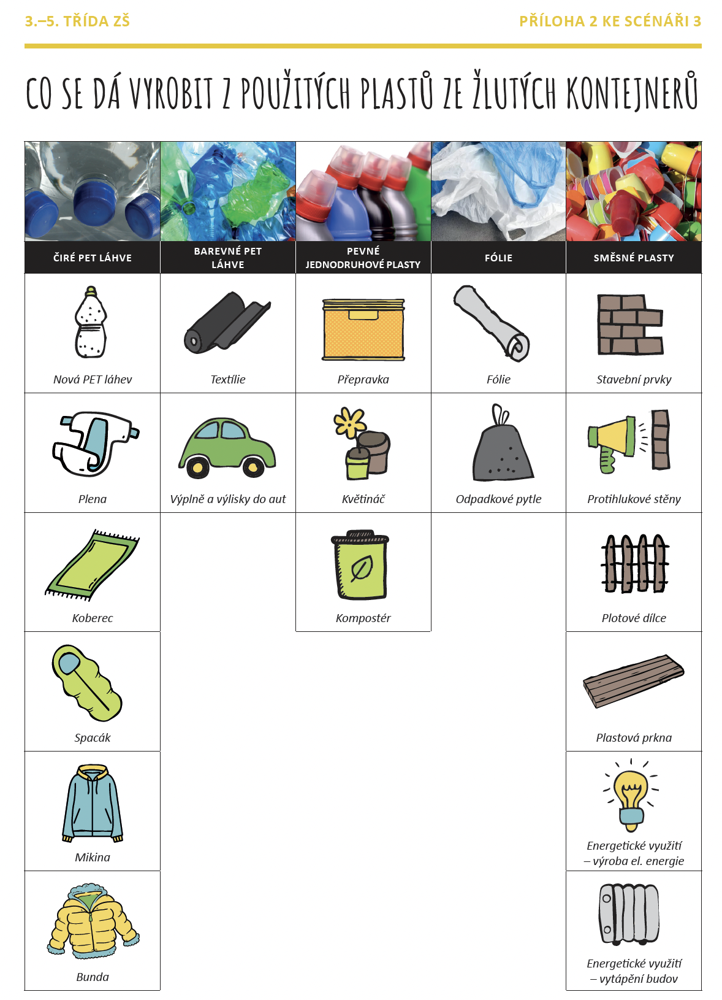 3.–5. TŘÍDA ZŠ
PŘÍLOHA 2 KE SCÉNÁŘI 3
CO SE DÁ VYROBIT Z POUŽITÝCH PLASTŮ ZE ŽLUTÝCH KONTEJNERŮ
ČIRÉ PET LÁHVE
BAREVNÉ PET
LÁHVE
PEVNÉ
JEDNODRUHOVÉ PLASTY
FÓLIE
SMĚSNÉ PLASTY
Nová PET láhev
Textílie
Přepravka
Fólie
Stavební prvky
Plena
Výplně a výlisky do aut
Květináč
Odpadkové pytle
Protihlukové stěny
Koberec
Kompostér
Plotové dílce
Spacák
Plastová prkna
Mikina
Energetické využití
– výroba el. energie
Bunda
Energetické využití
– vytápění budov